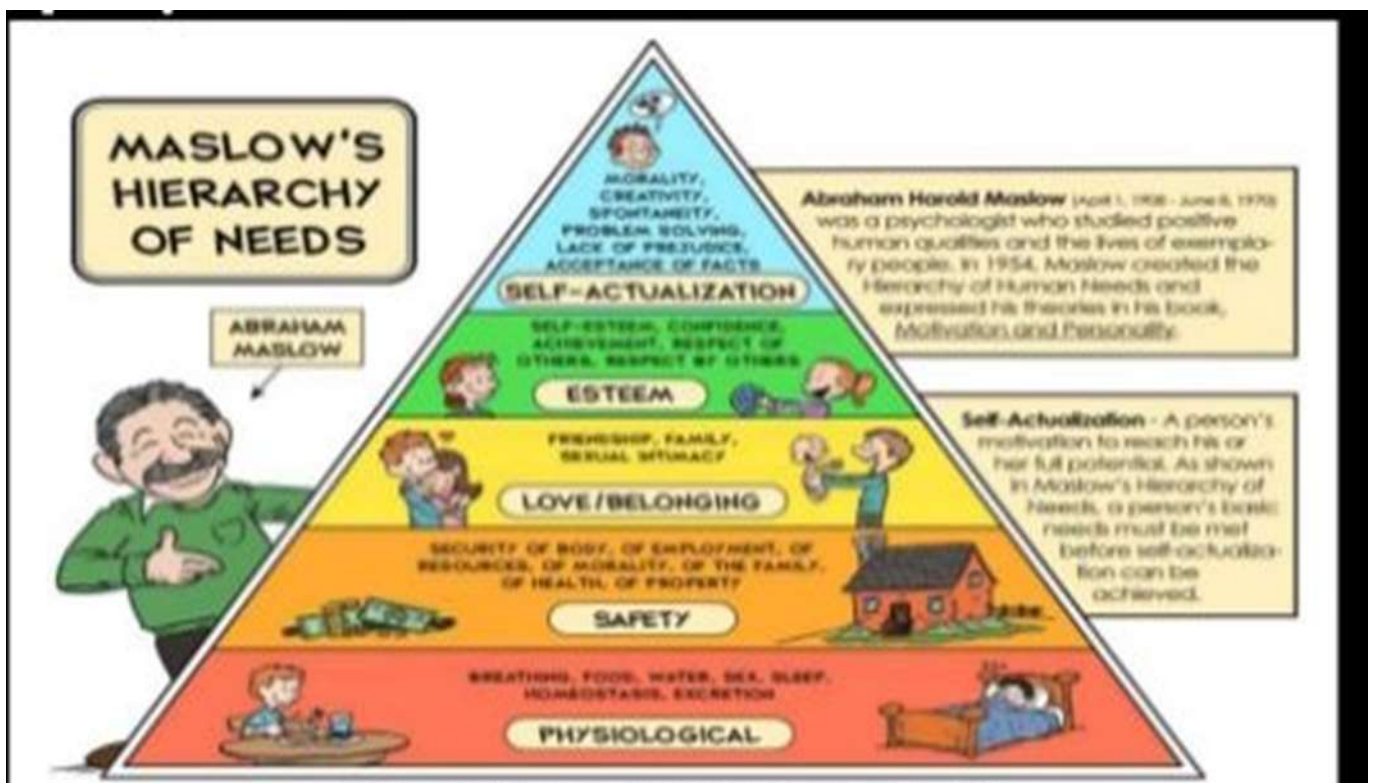 MASLOW'S
HIERARCHY
OF NEEDS
ABRAHAM
MASLOW
MORALITY,
CREATIVITY,
SPONTANEITY,
PROBLEM SOLVING,
LACK OF PREJUDICE,
ACCEPTANCE OF FACTS
SELF-ACTUALIZATION
SELF-ESTEEM, CONFIDENCE,
ACHIEVEMENT, RESPECT OF
OTHERS, RESPECT BY OTHERS
ESTEEM
FRIENDSHIP, FAMILY,
SEXUAL INTIMACY
LOVE/BELONGING
SECURITY OF BODY, OF EMPLOYMENT, OF
RESOURCES, OF MORALITY, OF THE FAMILY,
OF HEALTH, OF PROPERTY
SAFETY
BREATHING, FOOD, WATER, SEX, SLEEP,
HOMEOSTASIS, EXCRETION
PHYSIOLOGICAL
Abraham Harold Maslow (April 1, 1908 - June 8, 1970)
was a psychologist who studied positive
human qualities and the lives of exempla-
ry people. In 1954, Maslow created the
Hierarchy of Human Needs and
expressed his theories in his book,
Motivation and Personality.
Self-Actualization - A person's
motivation to reach his or
her full potential. As shown
in Maslow's Hierarchy of
Needs, a person's basic
needs must be met
before self-actualiza-
tion can be
achieved.